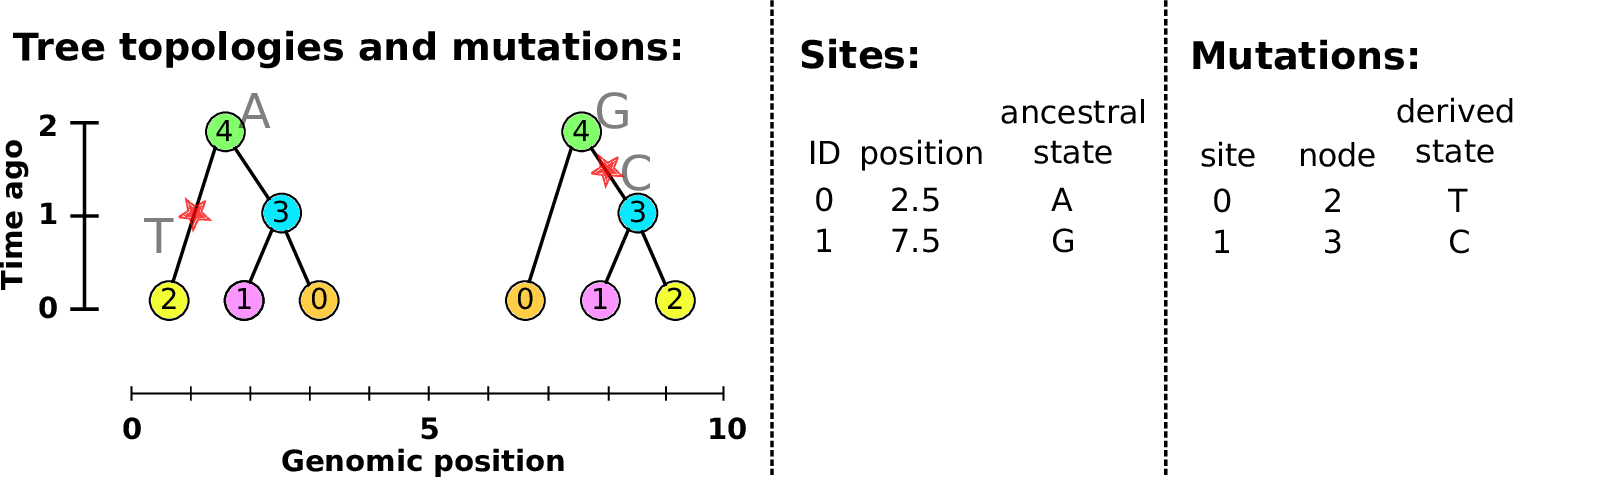 Tree topologies and mutations:
Time ago
2
1
0
A
4
T
3
2
1
0
G
4
C
3
0
1
2
0
5
10
Genomic position
Sites:
ancestral
ID position state
0 2.5 A
1 7.5 G
Mutations:
derived
site node state
0 2 T
1 3 C